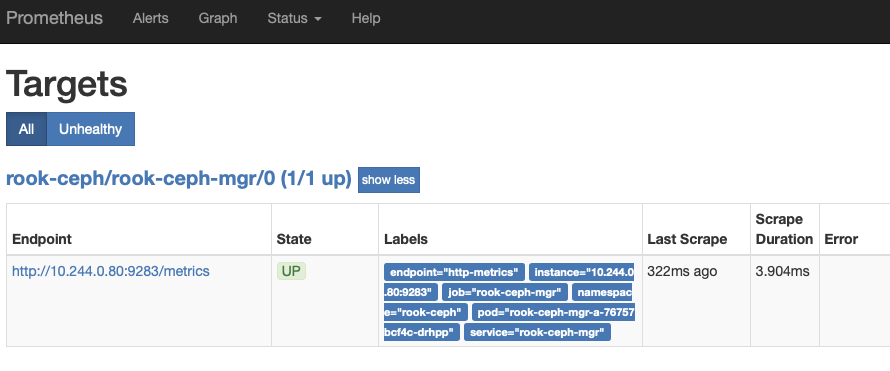 Prometheus Alerts Graph Status Help
Targets
All Unhealthy
rook-ceph/rook-ceph-mgr/0 (1/1 up) show less
Endpoint State Labels Last Scrape Scrape Duration Error
http://10.244.0.80:9283/metrics UP 322ms ago 3.904ms
endpoint="http-metrics" instance="10.244.0
.80:9283" job="rook-ceph-mgr" namespac
e="rook-ceph" pod="rook-ceph-mgr-a-76757
bcf4c-drhpp" service="rook-ceph-mgr"